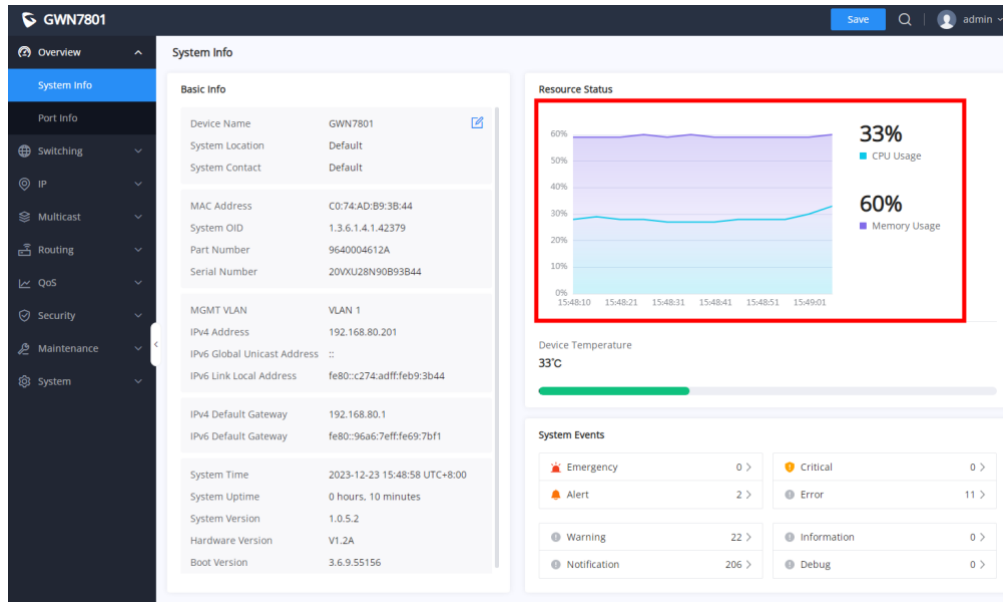 GWN7801
Save
admin
Overview
System Info
Port Info
Switching
IP
Multicast
Routing
QoS
Security
Maintenance
System
System Info
Basic Info
Device Name GWN7801
System Location Default
System Contact Default
MAC Address C0:74:AD:B9:3B:44
System OID 1.3.6.1.4.1.42379
Part Number 9640004612A
Serial Number 20VXU28N90B93B44
MGMT VLAN VLAN 1
IPv4 Address 192.168.80.201
IPv6 Global Unicast Address ::
IPv6 Link Local Address fe80::c274:adff:feb9:3b44
IPv4 Default Gateway 192.168.80.1
IPv6 Default Gateway fe80::96a6:7eff:fe69:7bf1
System Time 2023-12-23 15:48:58 UTC+8:00
System Uptime 0 hours, 10 minutes
System Version 1.0.5.2
Hardware Version V1.2A
Boot Version 3.6.9.55156
Resource Status
60%
50%
40%
30%
20%
10%
0%
15:48:10 15:48:21 15:48:31 15:48:41 15:48:51 15:49:01
33%
CPU Usage
60%
Memory Usage
Device Temperature
33°C
System Events
Emergency 0 > Critical 0 >
Alert 2 > Error 11 >
Warning 22 > Information 0 >
Notification 206 > Debug 0 >